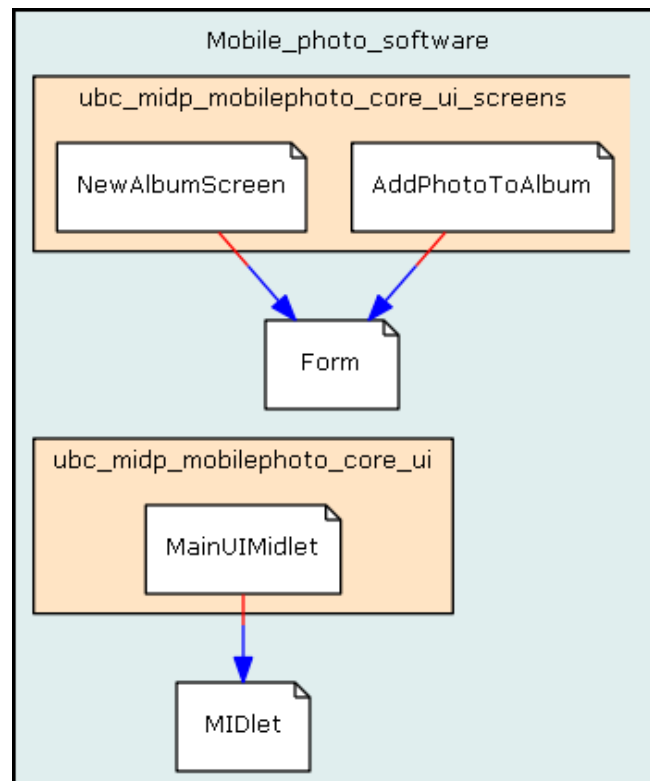 Mobile_photo_software
ubc_midp_mobilephoto_core_ui_screens
NewAlbumScreen
AddPhotoToAlbum
Form
ubc_midp_mobilephoto_core_ui
MainUIMidlet
MIDlet